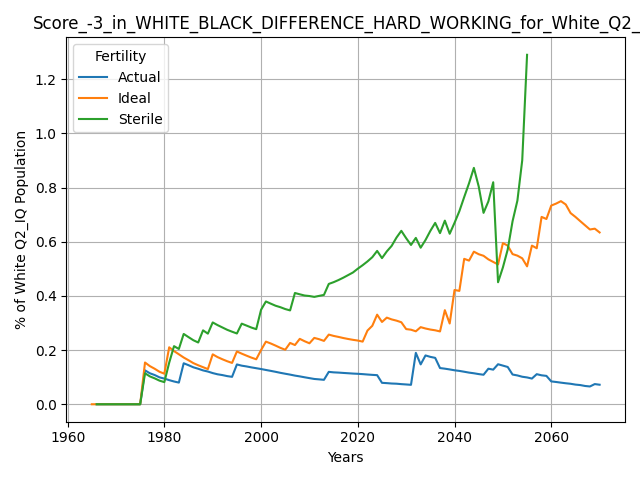 Score_-3_in_WHITE_BLACK_DIFFERENCE_HARD_WORKING_for_White_Q2_
Fertility
Actual
Ideal
Sterile
% of White Q2_IQ Population
1.2
1.0
0.8
0.6
0.4
0.2
0.0
1960 1980 2000 2020 2040 2060
Years